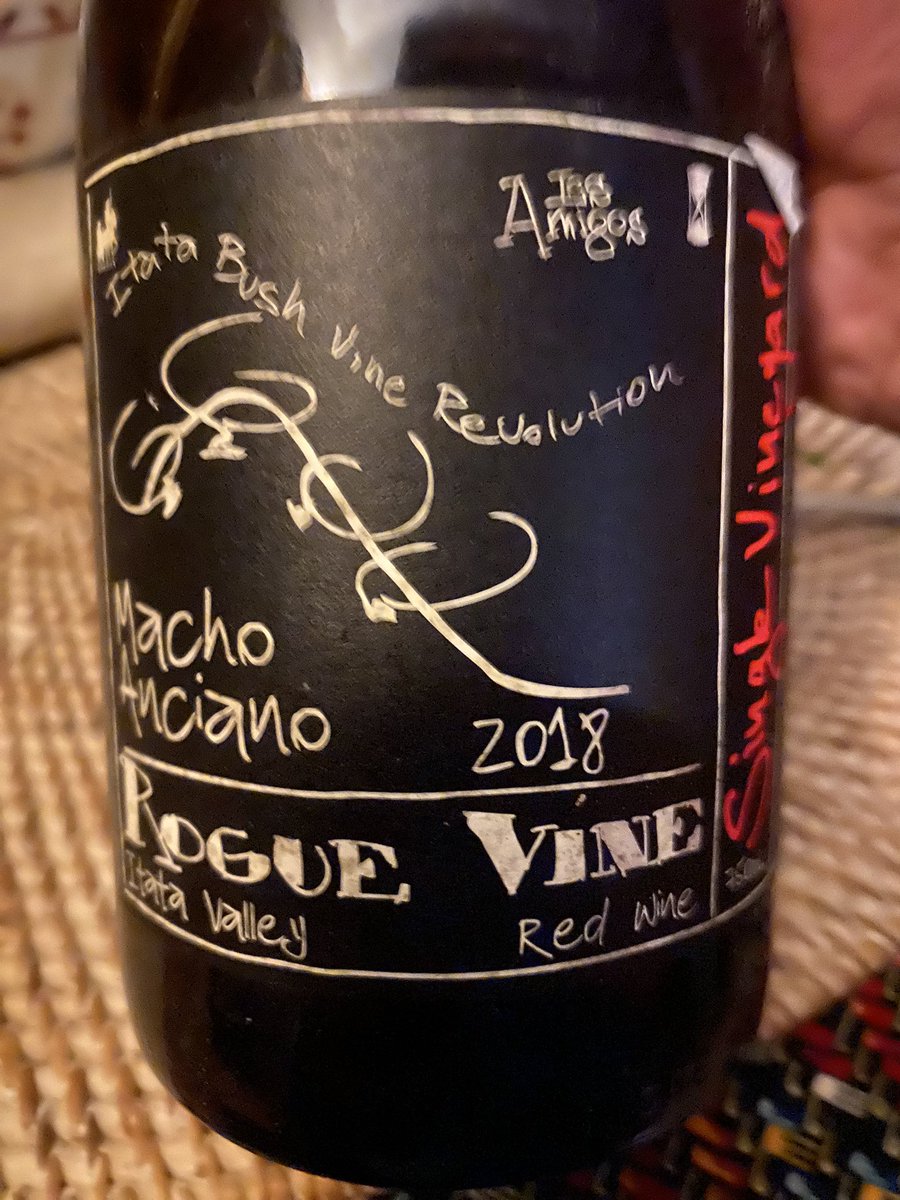 Los
Amigos
Itata Bush Vine Revolution
Macho
Anciano
2018
ROGUE VINE
Itata Valley
Red Wine
Single Vineyard